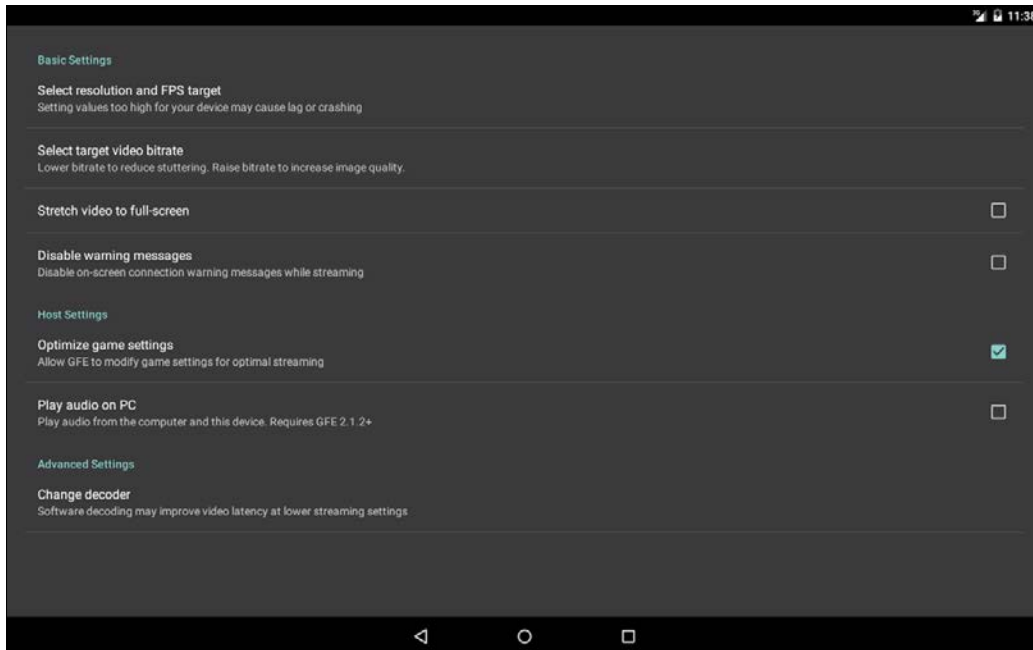 3G 11:38
Basic Settings
Select resolution and FPS target
Setting values too high for your device may cause lag or crashing
Select target video bitrate
Lower bitrate to reduce stuttering. Raise bitrate to increase image quality.
Stretch video to full-screen
Disable warning messages
Disable on-screen connection warning messages while streaming
Host Settings
Optimize game settings
Allow GFE to modify game settings for optimal streaming
Play audio on PC
Play audio from the computer and this device. Requires GFE 2.1.2+
Advanced Settings
Change decoder
Software decoding may improve video latency at lower streaming settings